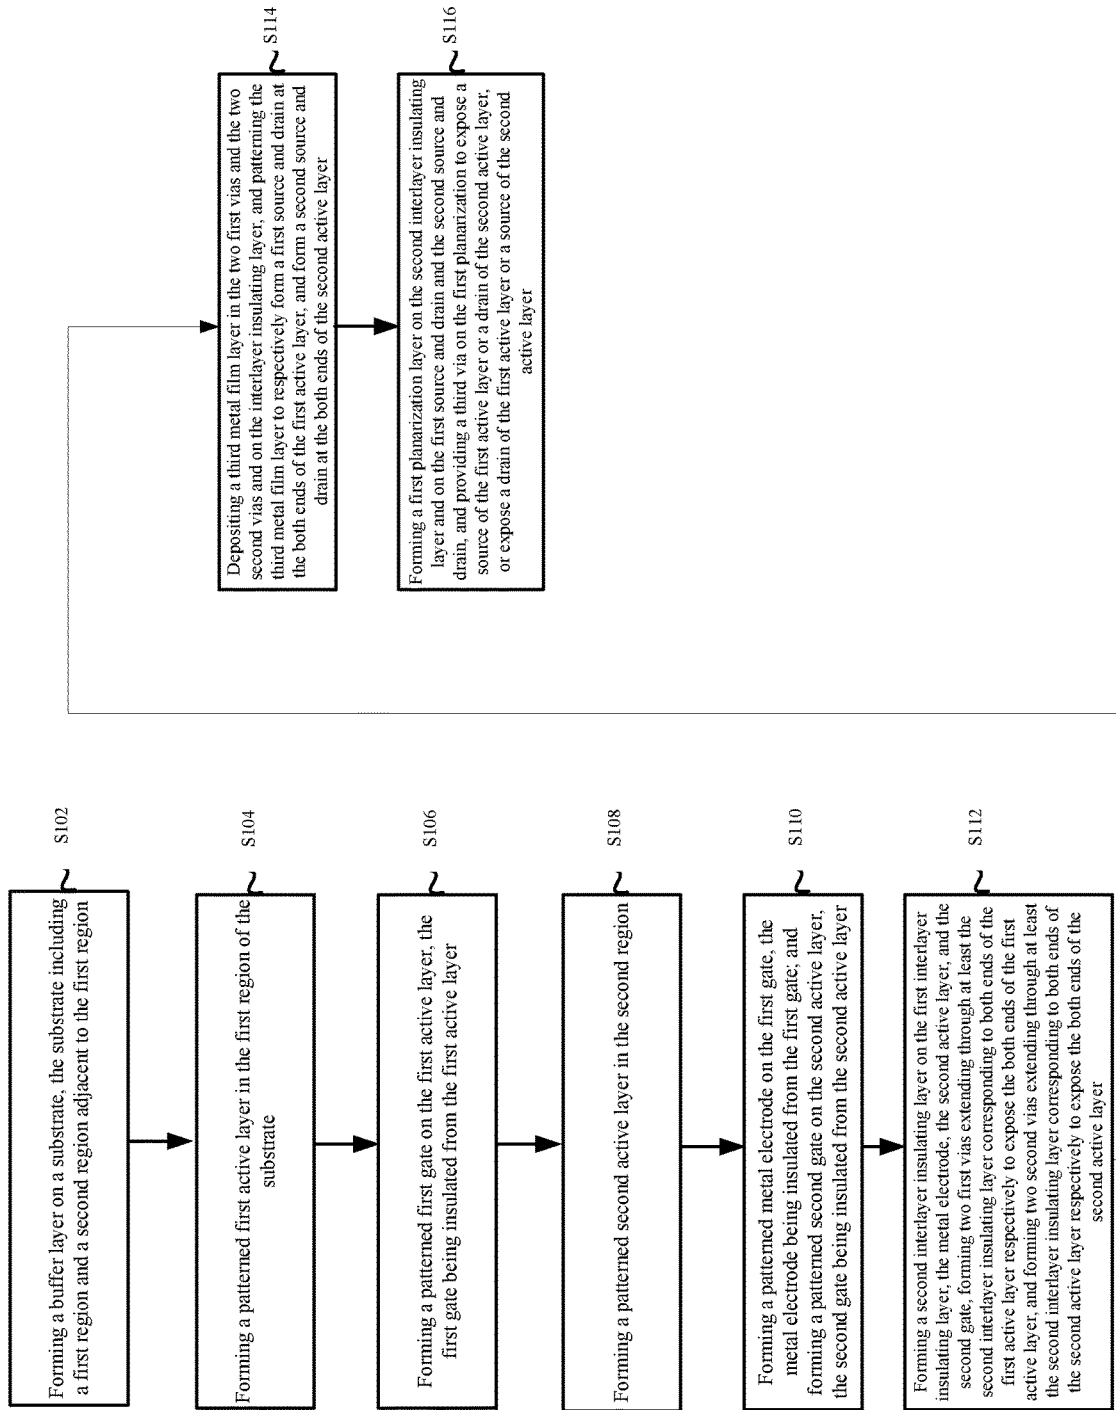 Forming a buffer layer on a substrate, the substrate including
a first region and a second region adjacent to the first region
S102
Forming a patterned first active layer in the first region of the
substrate
S104
Forming a patterned first gate on the first active layer, the
first gate being insulated from the first active layer
S106
Forming a patterned second active layer in the second region
S108
Forming a patterned metal electrode on the first gate, the
metal electrode being insulated from the first gate; and
forming a patterned second gate on the second active layer,
the second gate being insulated from the second active layer
S110
Forming a second interlayer insulating layer on the first interlayer
insulating layer, the metal electrode, the second active layer, and the
second gate, forming two first vias extending through at least the
second interlayer insulating layer corresponding to both ends of the
first active layer respectively to expose the both ends of the first
active layer, and forming two second vias extending through at least
the second interlayer insulating layer corresponding to both ends of
the second active layer respectively to expose the both ends of the
second active layer
S112
Depositing a third metal film layer in the two first vias and the two
second vias and on the interlayer insulating layer, and patterning the
third metal film layer to respectively form a first source and drain at
the both ends of the first active layer, and form a second source and
drain at the both ends of the second active layer
S114
Forming a first planarization layer on the second interlayer insulating
layer and on the first source and drain and the second source and
drain, and providing a third via on the first planarization to expose a
source of the first active layer or a drain of the second active layer,
or expose a drain of the first active layer or a source of the second
active layer
S116